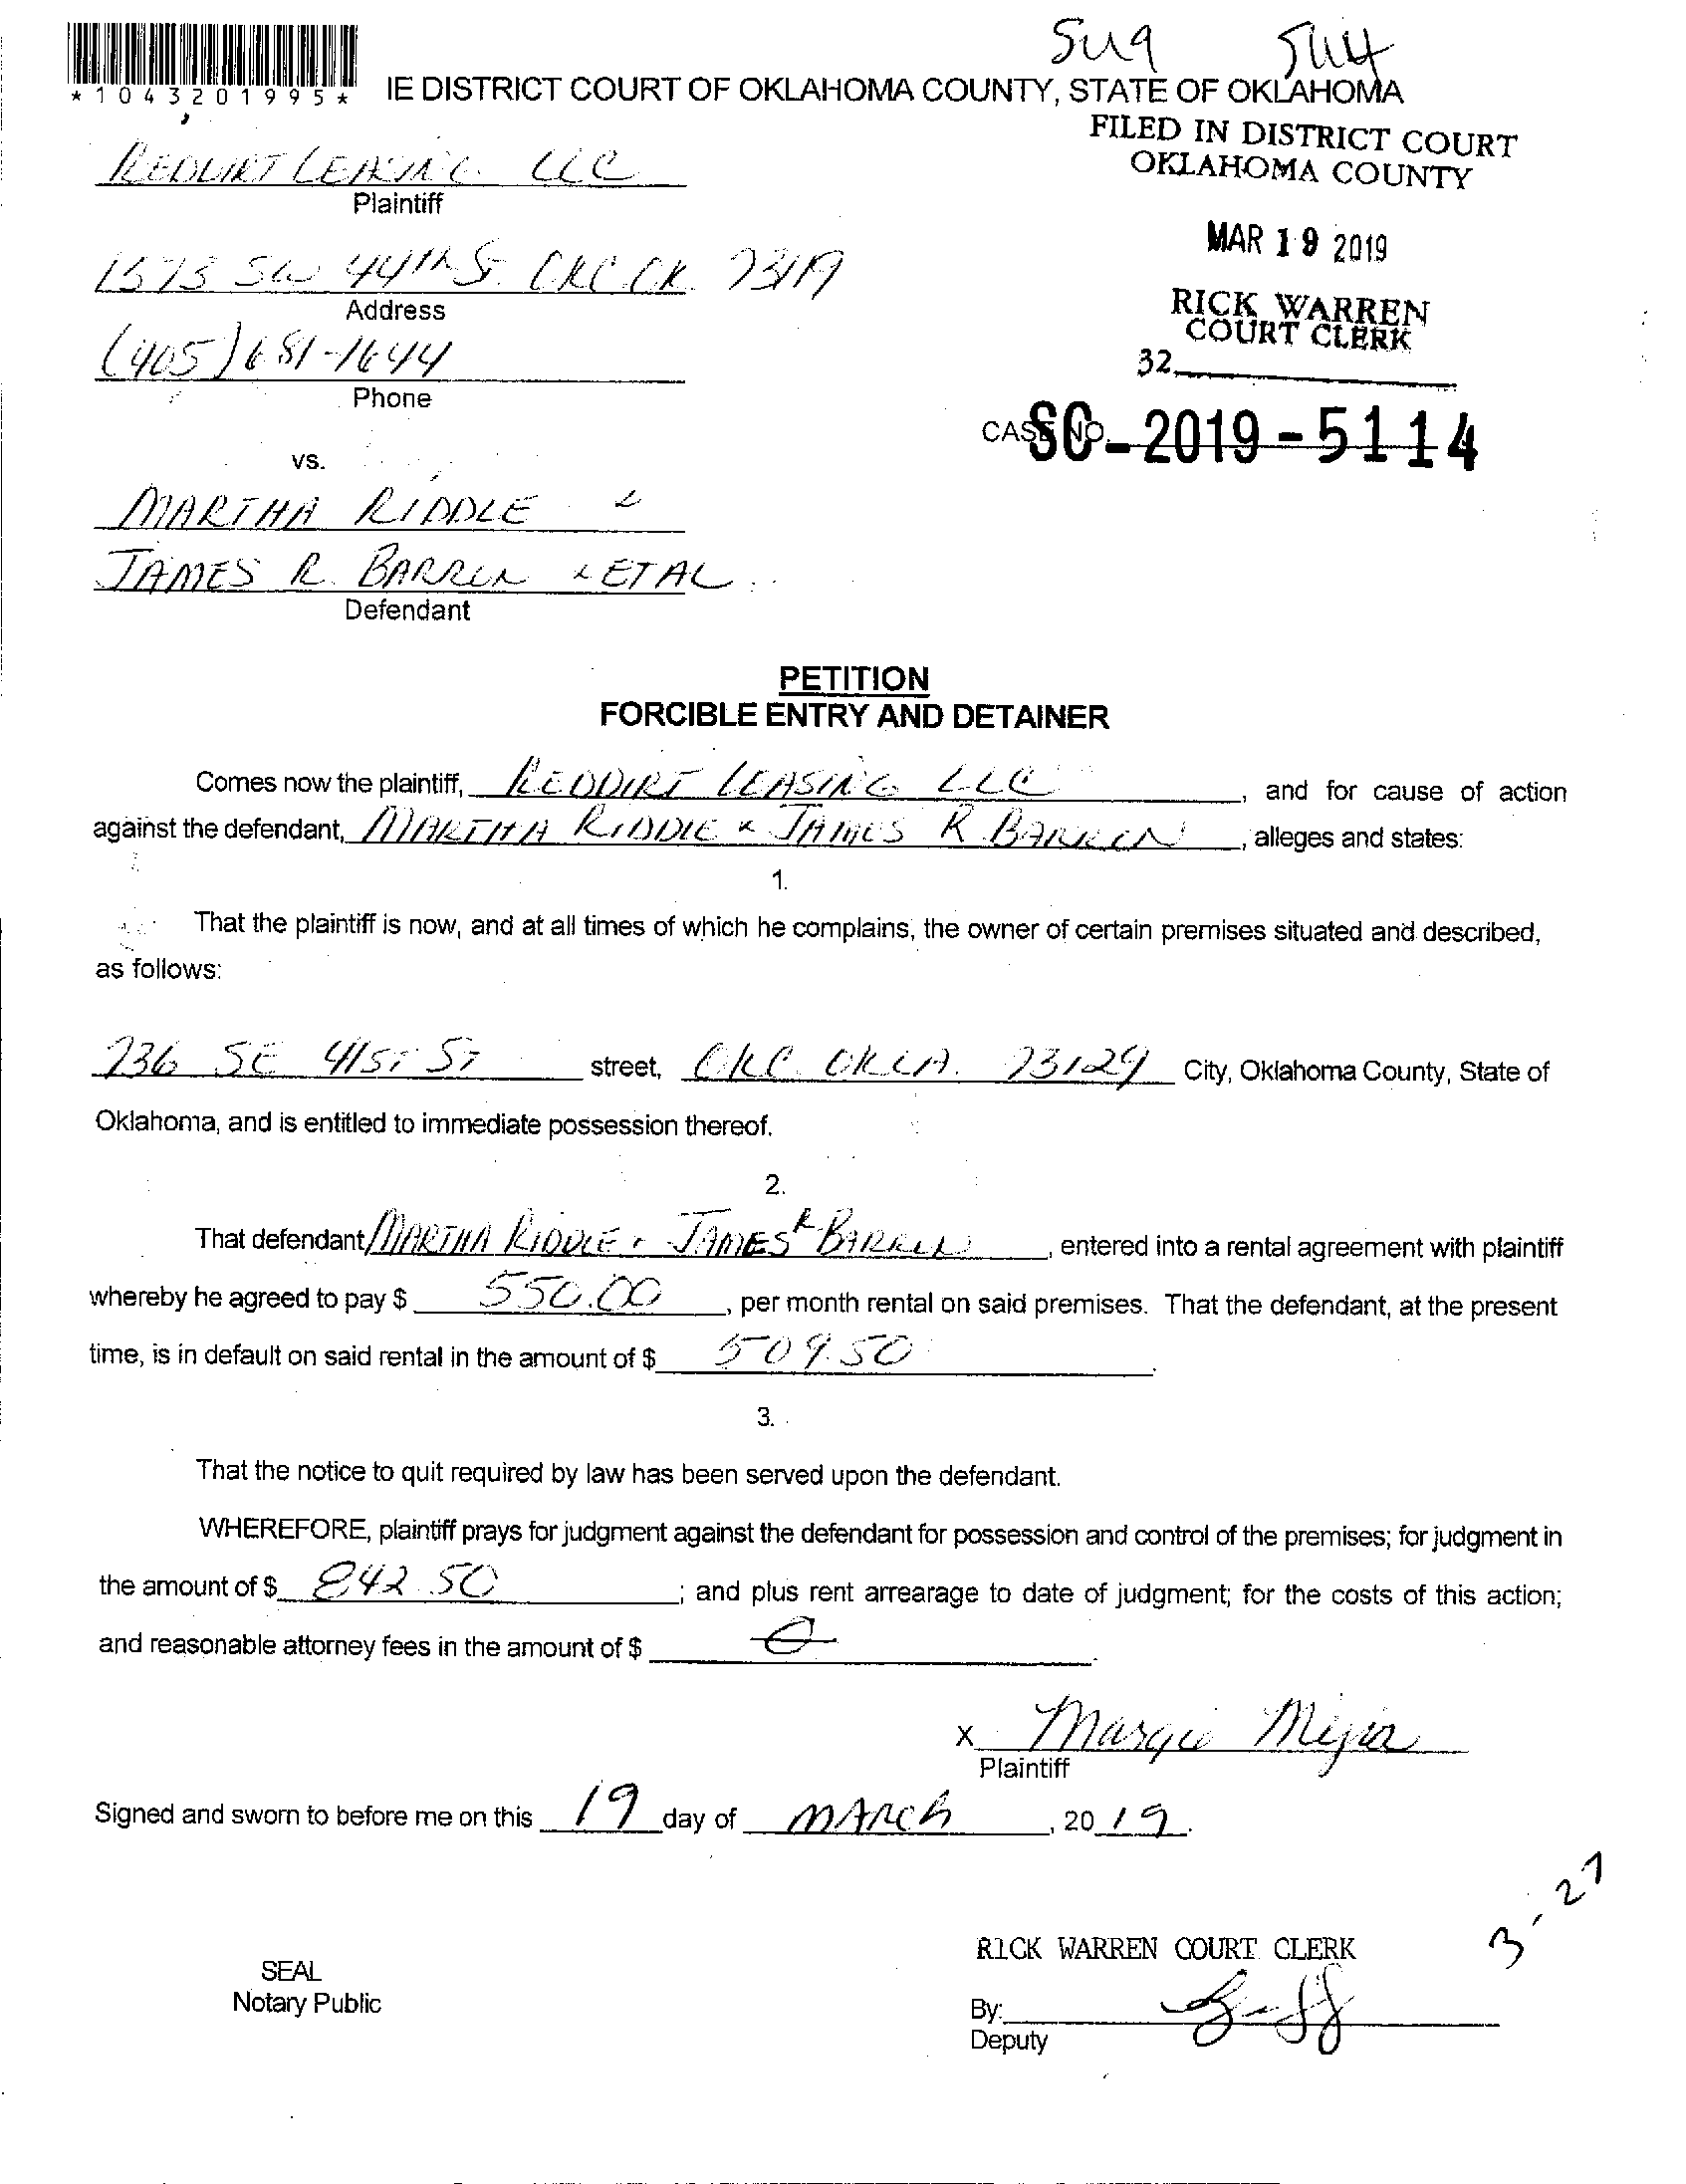 Su9 Su4
*1043201995* IE DISTRICT COURT OF OKLAHOMA COUNTY, STATE OF OKLAHOMA
FILED IN DISTRICT COURT
OKLAHOMA COUNTY
REDDIRT LEASING LLC
Plaintiff
MAR 19 2019
1573 SW 44th St. OKC OK. 73119
Address
RICK WARREN
COURT CLERK
(405) 681-1644
Phone
32
CASE NO. SC-2019-5114
vs.
MARTHA RIDDLE &
JAMES R. BARREN & ETAL
Defendant
PETITION
FORCIBLE ENTRY AND DETAINER
Comes now the plaintiff, REDDIRT LEASING LLC, and for cause of action
against the defendant, MARTHA RIDDLE & JAMES R BARREN, alleges and states:
1.
That the plaintiff is now, and at all times of which he complains, the owner of certain premises situated and described,
as follows:
736 SE 41ST ST street, OKC OKLA. 73129 City, Oklahoma County, State of
Oklahoma, and is entitled to immediate possession thereof.
2.
That defendant MARTHA RIDDLE & JAMES R BARREN, entered into a rental agreement with plaintiff
whereby he agreed to pay $ 550.00, per month rental on said premises. That the defendant, at the present
time, is in default on said rental in the amount of $ 509.50.
3.
That the notice to quit required by law has been served upon the defendant.
WHEREFORE, plaintiff prays for judgment against the defendant for possession and control of the premises; for judgment in
the amount of $ 842.50; and plus rent arrearage to date of judgment; for the costs of this action;
and reasonable attorney fees in the amount of $ 0.
X Margie Mejia
Plaintiff
Signed and sworn to before me on this 19 day of MARCh, 2019.
3-27
RICK WARREN COURT CLERK
SEAL
Notary Public
By:
Deputy